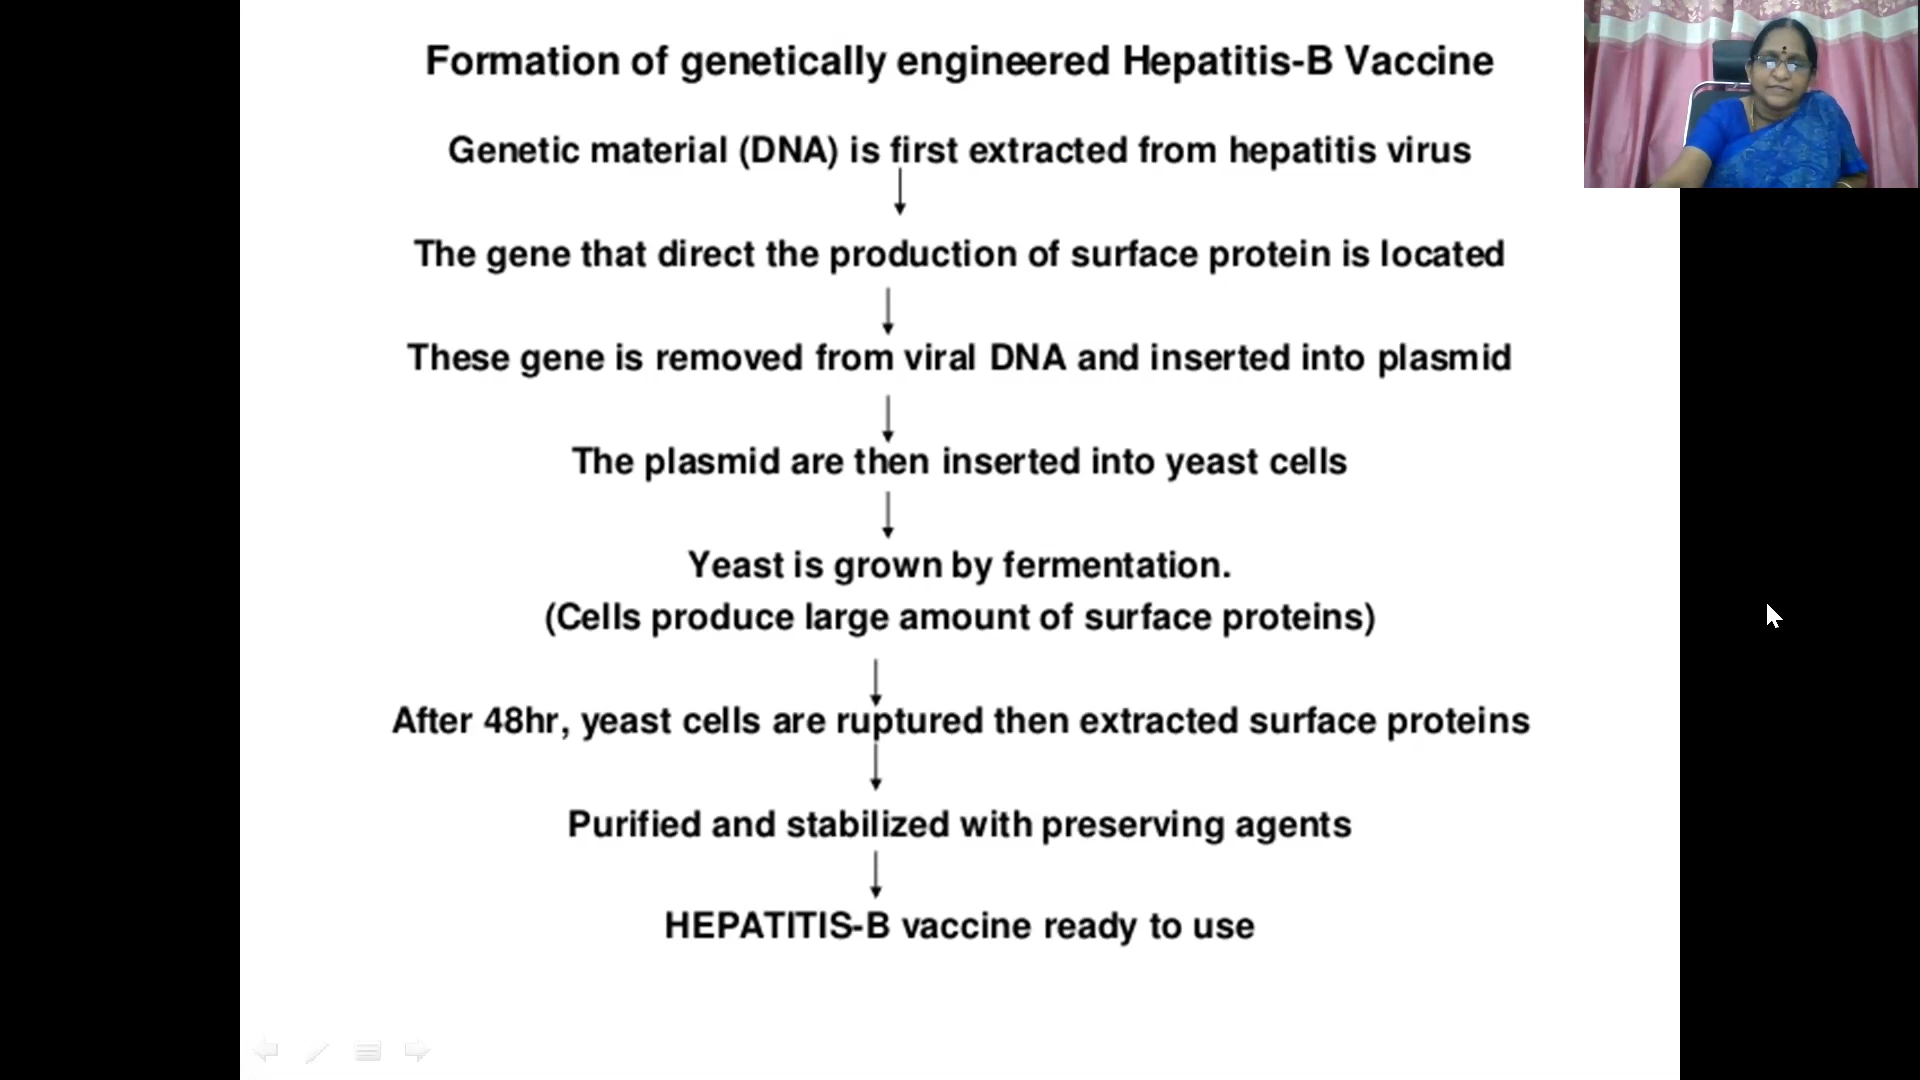 Formation of genetically engineered Hepatitis-B Vaccine
Genetic material (DNA) is first extracted from hepatitis virus
The gene that direct the production of surface protein is located
These gene is removed from viral DNA and inserted into plasmid
The plasmid are then inserted into yeast cells
Yeast is grown by fermentation.
(Cells produce large amount of surface proteins)
After 48hr, yeast cells are ruptured then extracted surface proteins
Purified and stabilized with preserving agents
HEPATITIS-B vaccine ready to use